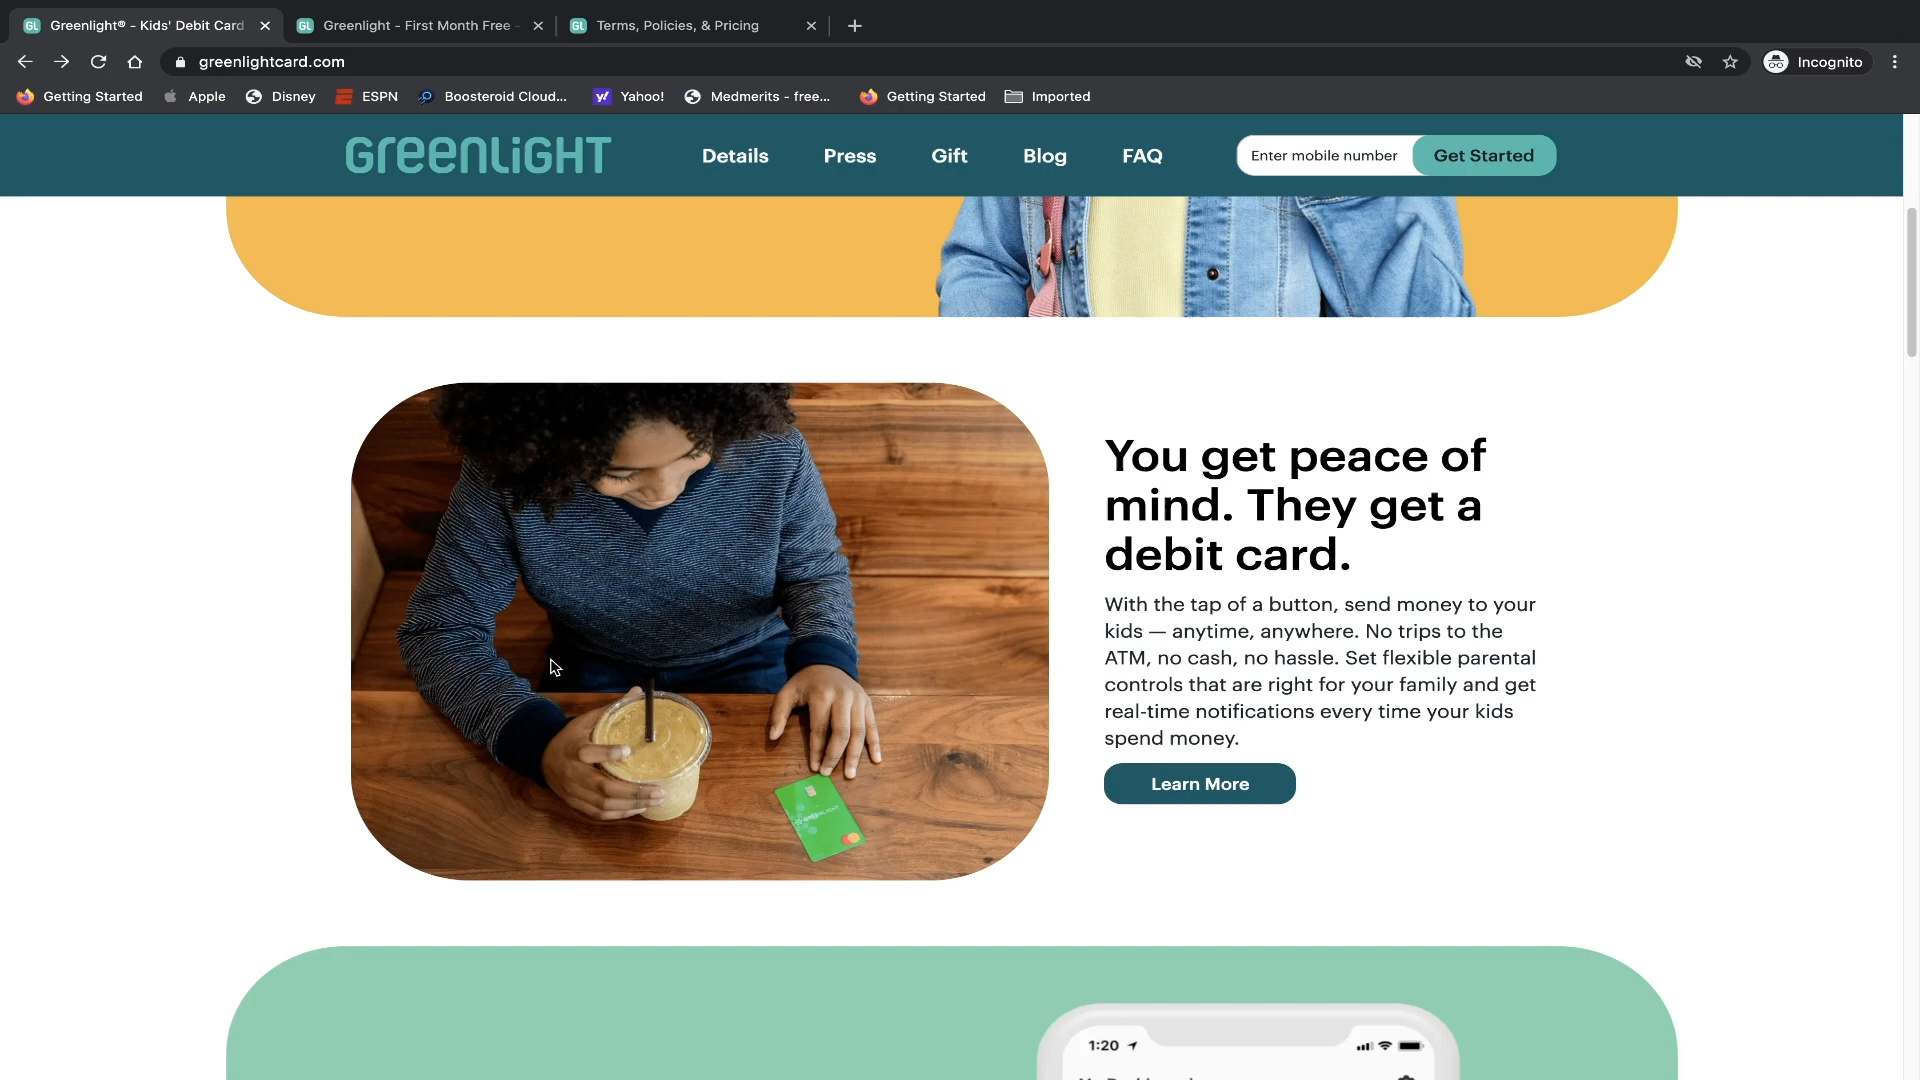 Greenlight® - Kids' Debit Card
Greenlight - First Month Free -
Terms, Policies, & Pricing
greenlightcard.com
Incognito
Getting Started
Apple
Disney
ESPN
Boosteroid Cloud...
Yahoo!
Medmerits - free...
Getting Started
Imported
GreenLiGHT
Details
Press
Gift
Blog
FAQ
Enter mobile number
Get Started
You get peace of
mind. They get a
debit card.
With the tap of a button, send money to your
kids — anytime, anywhere. No trips to the
ATM, no cash, no hassle. Set flexible parental
controls that are right for your family and get
real-time notifications every time your kids
spend money.
Learn More
GREENLIGHT
1:20